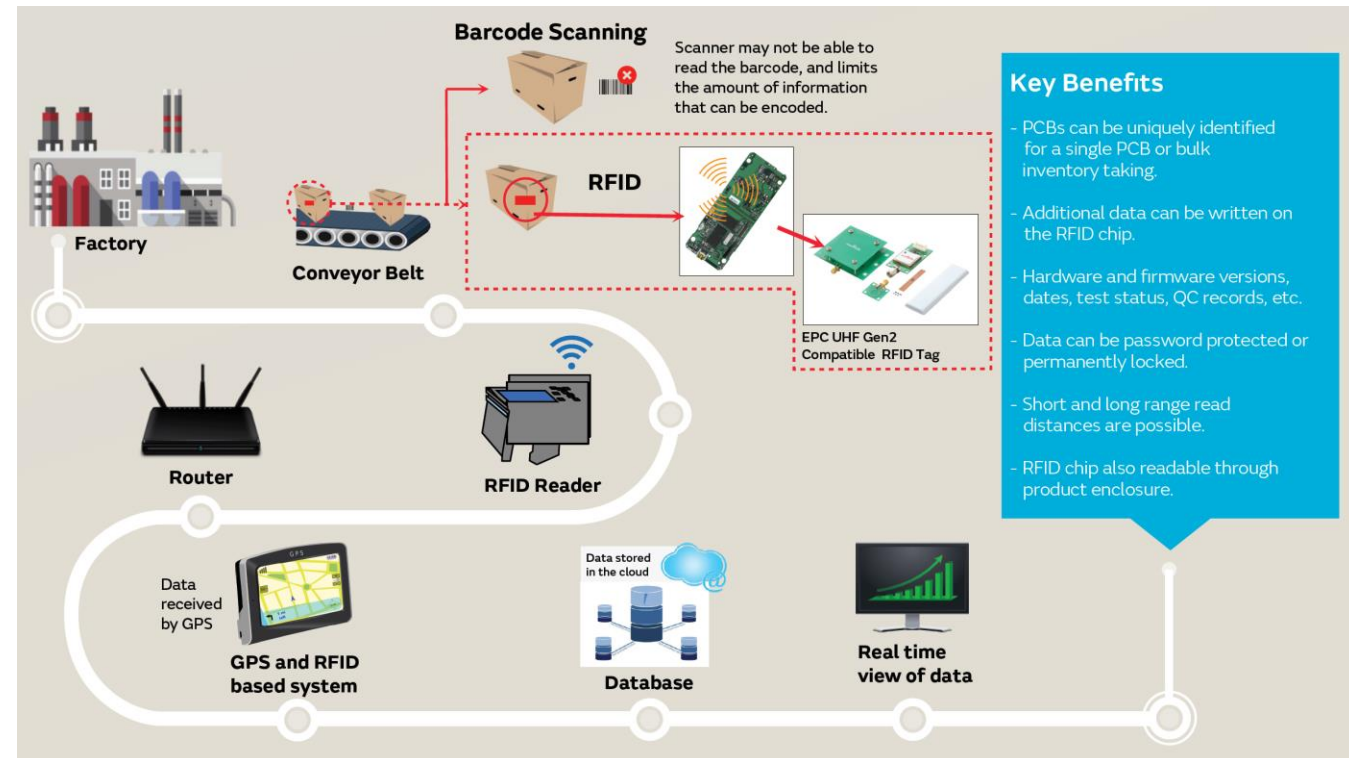 Barcode Scanning
Scanner may not be able to
read the barcode, and limits
the amount of information
that can be encoded.
Factory
Conveyor Belt
RFID
EPC UHF Gen2
Compatible RFID Tag
Key Benefits
- PCBs can be uniquely identified
for a single PCB or bulk
inventory taking.
- Additional data can be written on
the RFID chip.
- Hardware and firmware versions,
dates, test status, QC records, etc.
- Data can be password protected or
permanently locked.
- Short and long range read
distances are possible.
- RFID chip also readable through
product enclosure.
RFID Reader
Router
Data
received
by GPS
GPS
GPS and RFID
based system
Data stored
in the cloud
@
Database
Real time
view of data